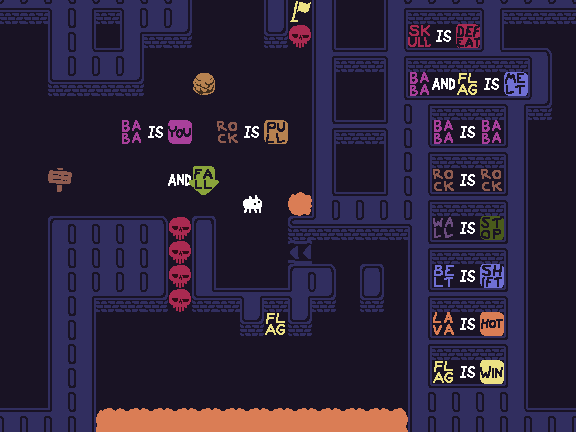 SKULL IS DEFEAT
BABA AND FLAG IS MELT
BABA IS YOU
ROCK IS PULL
BABA IS BABA
AND FALL
ROCK IS ROCK
WALL IS STOP
BELT IS SHIFT
FLAG
LAVA IS HOT
FLAG IS WIN